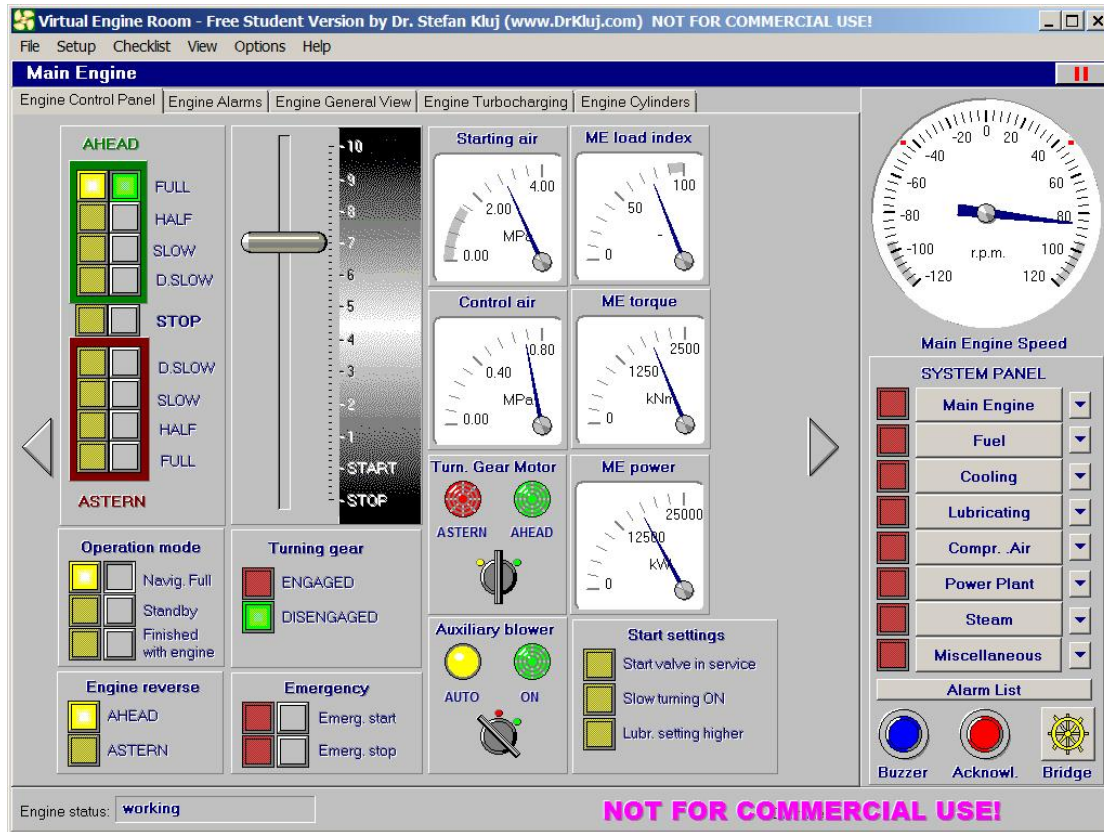 Virtual Engine Room - Free Student Version by Dr. Stefan Kluj (www.DrKluj.com) NOT FOR COMMERCIAL USE!
File Setup Checklist View Options Help
Main Engine
Engine Control Panel Engine Alarms Engine General View Engine Turbocharging Engine Cylinders
AHEAD
FULL
HALF
SLOW
D.SLOW
STOP
D.SLOW
SLOW
HALF
FULL
ASTERN
10
9
8
7
6
5
4
3
2
1
START
STOP
Starting air
0.00 2.00 4.00
MPa
ME load index
0 50 100
-
Control air
0.00 0.40 0.80
MPa
ME torque
0 1250 2500
kNm
Turn. Gear Motor
ASTERN AHEAD
ME power
0 12500 25000
kW
Operation mode
Navig. Full
Standby
Finished
with engine
Turning gear
ENGAGED
DISENGAGED
Auxiliary blower
AUTO ON
Start settings
Start valve in service
Slow turning ON
Lubr. setting higher
Engine reverse
AHEAD
ASTERN
Emergency
Emerg. start
Emerg. stop
-120 -100 -80 -60 -40 -20 0 20 40 60 80 100 120
r.p.m.
Main Engine Speed
SYSTEM PANEL
Main Engine
Fuel
Cooling
Lubricating
Compr. .Air
Power Plant
Steam
Miscellaneous
Alarm List
Buzzer Acknowl. Bridge
Engine status: working
NOT FOR COMMERCIAL USE!